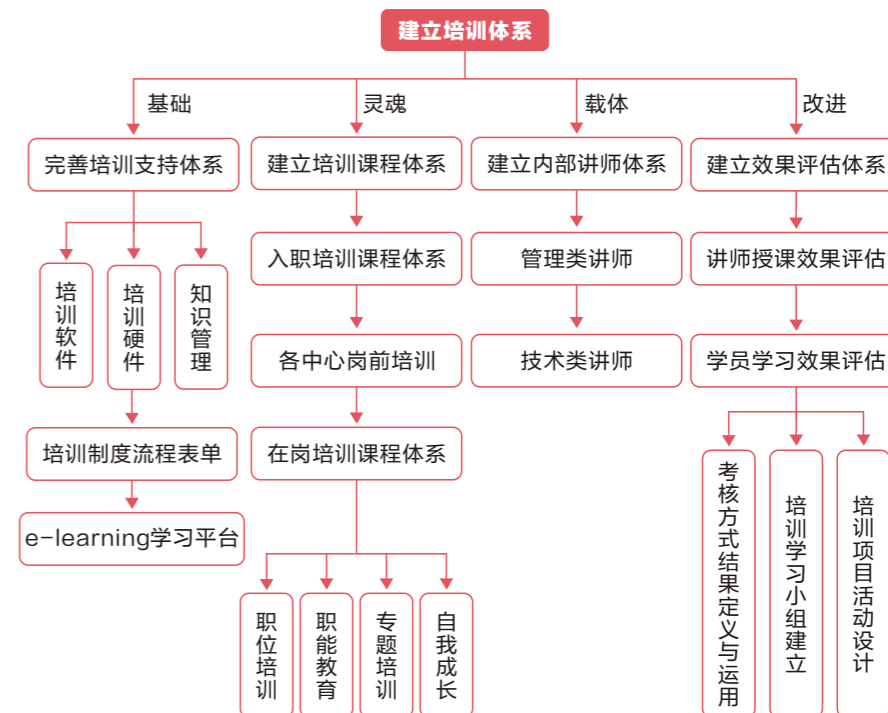 建立培训体系
基础
灵魂
载体
改进
完善培训支持体系
建立培训课程体系
建立内部讲师体系
建立效果评估体系
入职培训课程体系
管理类讲师
讲师授课效果评估
培训软件
培训硬件
知识管理
各中心岗前培训
技术类讲师
学员学习效果评估
培训制度流程表单
在岗培训课程体系
e-learning学习平台
考核方式结果定义与运用
培训学习小组建立
培训项目活动设计
职位培训
职能教育
专题培训
自我成长